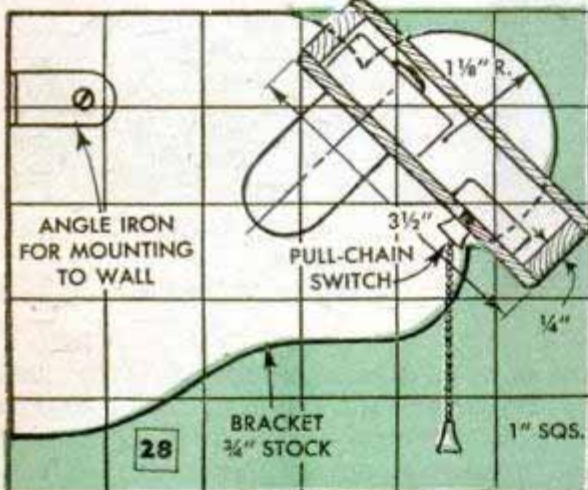 1⅛" R.
ANGLE IRON
FOR MOUNTING
TO WALL
3½"
PULL-CHAIN
SWITCH
¼"
BRACKET
¾" STOCK
28
1" SQS.